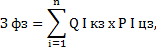 З фз = ∑ⁿᵢ₌₁ Q I кз x P I цз,